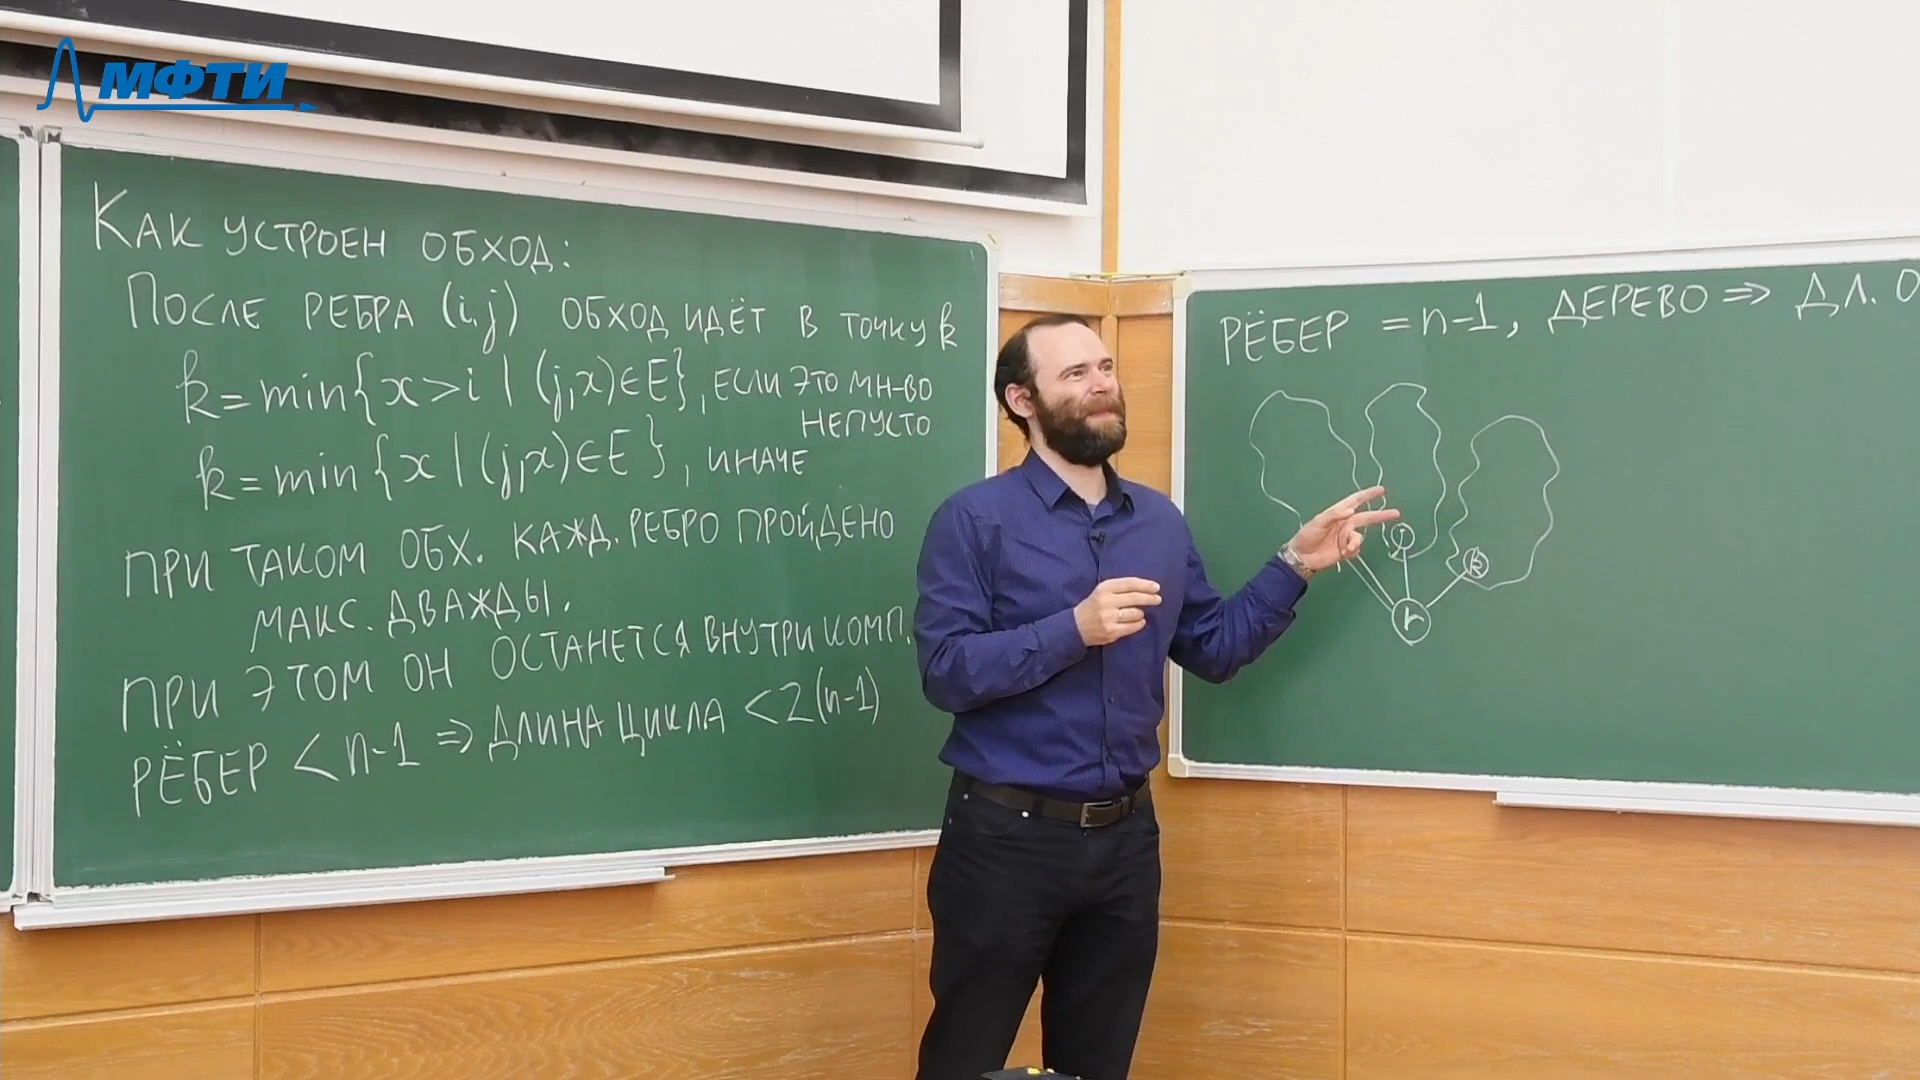 МФТИ
КАК УСТРОЕН ОБХОД:
ПОСЛЕ РЕБРА (i,j) ОБХОД ИДЁТ В ТОЧКУ k
k=min{x>i | (j,x)∈E}, ЕСЛИ ЭТО МН-ВО
НЕПУСТО
k=min{x | (j,x)∈E}, ИНАЧЕ
ПРИ ТАКОМ ОБХ. КАЖД. РЕБРО ПРОЙДЕНО
МАКС. ДВАЖДЫ.
ПРИ ЭТОМ ОН ОСТАНЕТСЯ ВНУТРИ КОМП.
РЁБЕР < n-1 ⇒ ДЛИНА ЦИКЛА < 2(n-1)
РЁБЕР = n-1, ДЕРЕВО ⇒ ДЛ. О
k